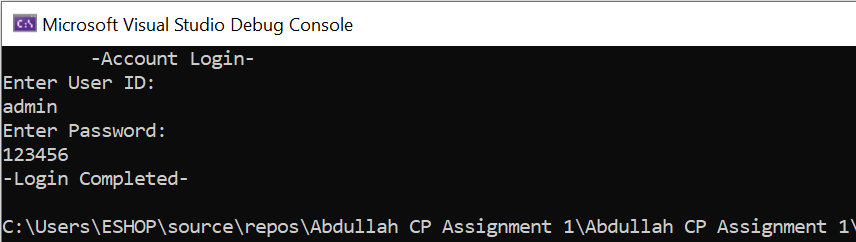 C:\
Microsoft Visual Studio Debug Console
-Account Login-
Enter User ID:
admin
Enter Password:
123456
-Login Completed-
C:\Users\ESHOP\source\repos\Abdullah CP Assignment 1\Abdullah CP Assignment 1\